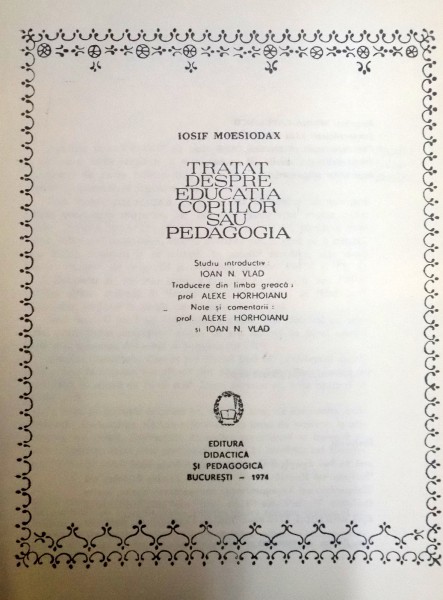 IOSIF MOESIODAX
TRATAT
DESPRE
EDUCAȚIA
COPIILOR
SAU
PEDAGOGIA
Studiu introductiv:
IOAN N. VLAD
Traducere din limba greacă:
prof. ALEXE HORHOIANU
Note și comentarii:
prof. ALEXE HORHOIANU
și IOAN N. VLAD
EDITURA
DIDACTICĂ
ȘI PEDAGOGICĂ
BUCUREȘTI – 1974